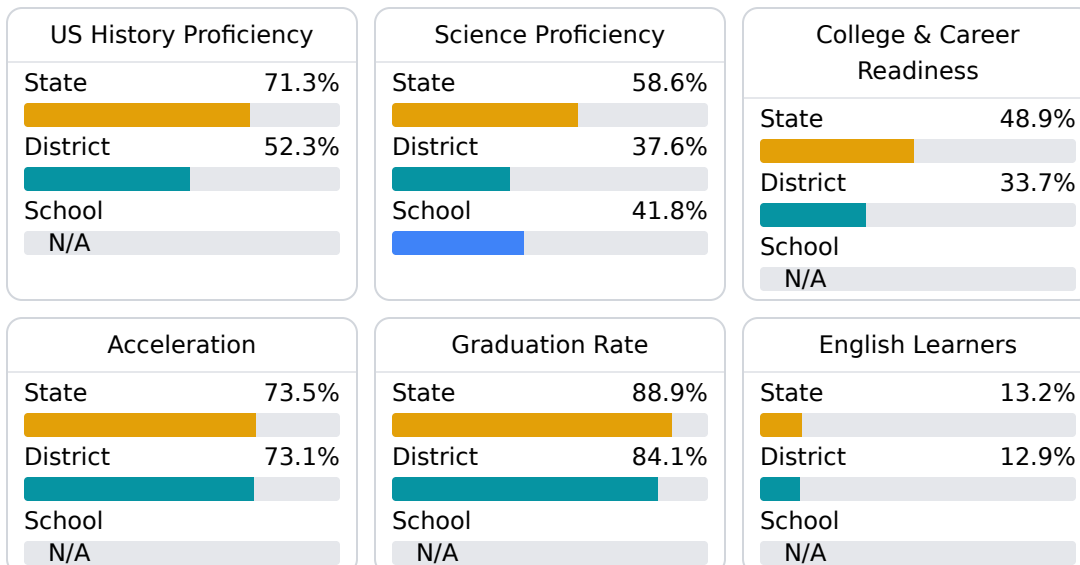 US History Proficiency
State 71.3%
District 52.3%
School
N/A
Science Proficiency
State 58.6%
District 37.6%
School 41.8%
College & Career
Readiness
State 48.9%
District 33.7%
School
N/A
Acceleration
State 73.5%
District 73.1%
School
N/A
Graduation Rate
State 88.9%
District 84.1%
School
N/A
English Learners
State 13.2%
District 12.9%
School
N/A